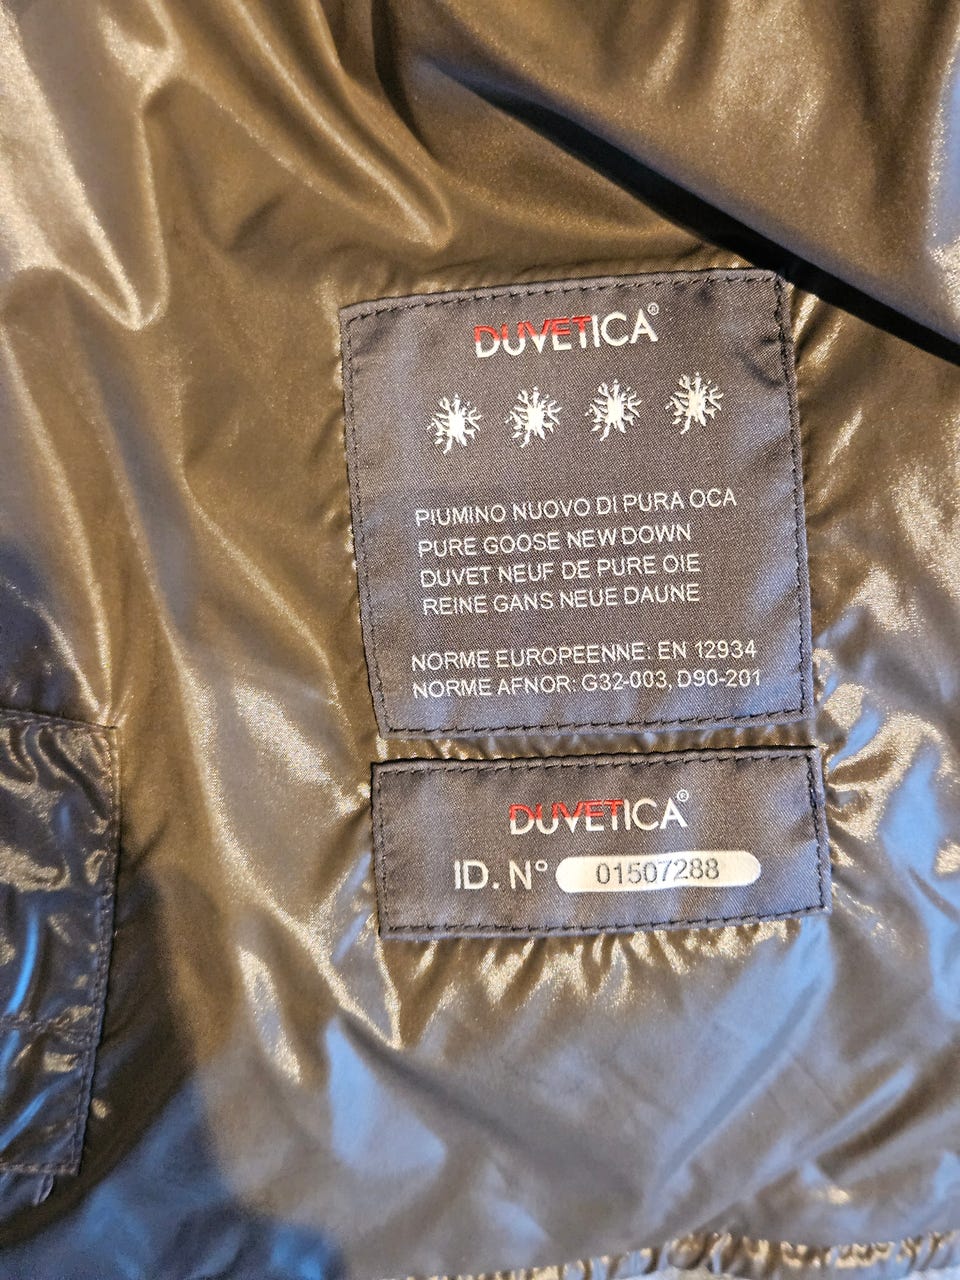 DUVETICA®
PIUMINO NUOVO DI PURA OCA
PURE GOOSE NEW DOWN
DUVET NEUF DE PURE OIE
REINE GANS NEUE DAUNE
NORME EUROPEENNE: EN 12934
NORME AFNOR: G32-003, D90-201
DUVETICA®
ID. N° 01507288